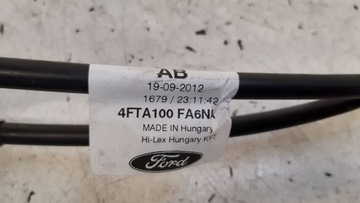 AB
19-09-2012
1679 / 23:11:42
4FTA100 FA6NA
MADE IN Hungary
Hi-Lex Hungary KFT
Ford